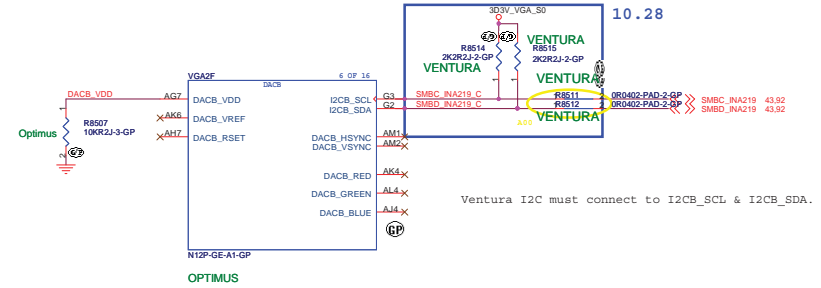 3D3V_VGA_S0
10.28
R8514
2K2R2J-2-GP
R8515
2K2R2J-2-GP
VENTURA
VENTURA
VENTURA
VGA2F
DACB
6 OF 16
DACB_VDD
AG7
DACB_VDD
I2CB_SCL
G3
SMBC_INA219_C
R8511
0R0402-PAD-2-GP
SMBC_INA219 43,92
I2CB_SDA
G2
SMBD_INA219_C
R8512
0R0402-PAD-2-GP
SMBD_INA219 43,92
VENTURA
1
2
1
1
Optimus
R8507
10KR2J-3-GP
AK6
DACB_VREF
AH7
DACB_RSET
DACB_HSYNC
AM1
DACB_VSYNC
AM2
DACB_RED
AK4
DACB_GREEN
AL4
DACB_BLUE
AJ4
GP
Ventura I2C must connect to I2CB_SCL & I2CB_SDA.
N12P-GE-A1-GP
OPTIMUS